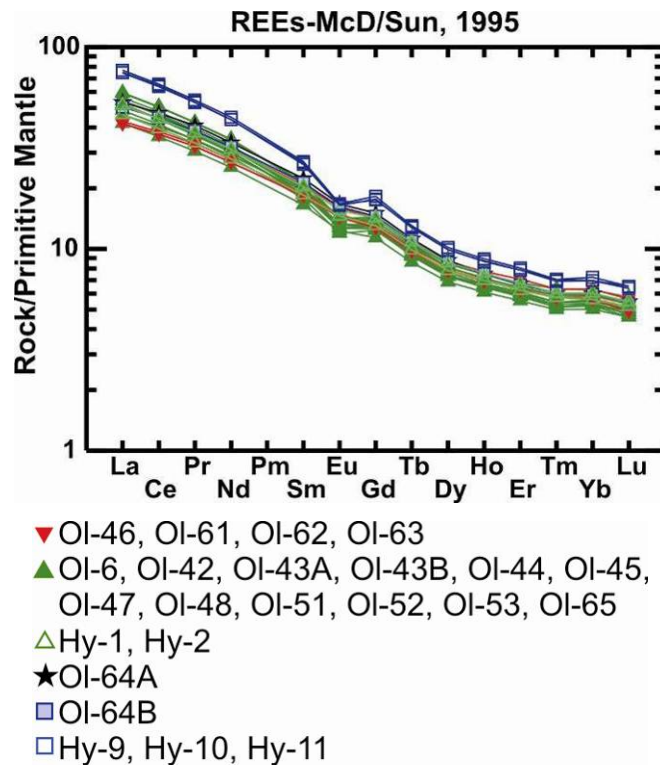 REEs-McD/Sun, 1995
Rock/Primitive Mantle
100
10
1
La Pr Pm Eu Tb Ho Tm Lu
Ce Nd Sm Gd Dy Er Yb
Ol-46, Ol-61, Ol-62, Ol-63
Ol-6, Ol-42, Ol-43A, Ol-43B, Ol-44, Ol-45,
Ol-47, Ol-48, Ol-51, Ol-52, Ol-53, Ol-65
Hy-1, Hy-2
Ol-64A
Ol-64B
Hy-9, Hy-10, Hy-11